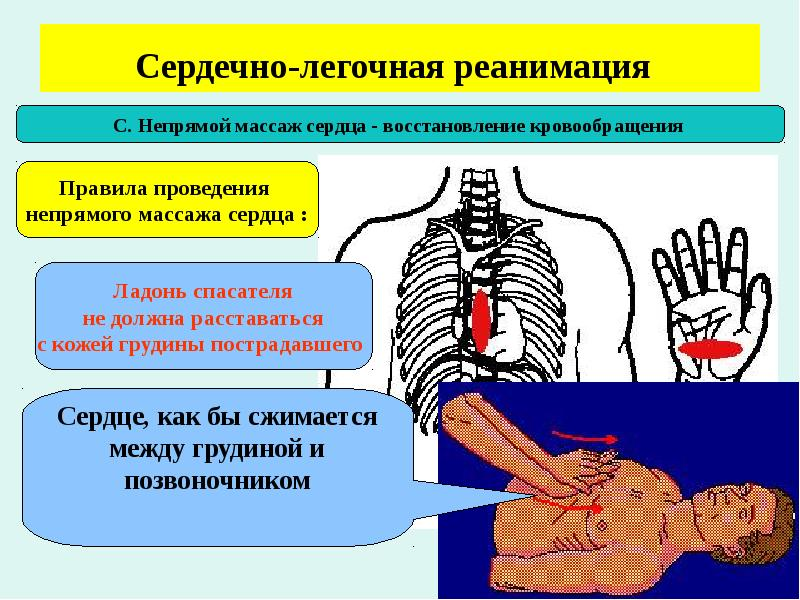 Сердечно-легочная реанимация
С. Непрямой массаж сердца - восстановление кровообращения
Правила проведения
непрямого массажа сердца :
Ладонь спасателя
не должна расставаться
с кожей грудины пострадавшего
Сердце, как бы сжимается
между грудиной и
позвоночником